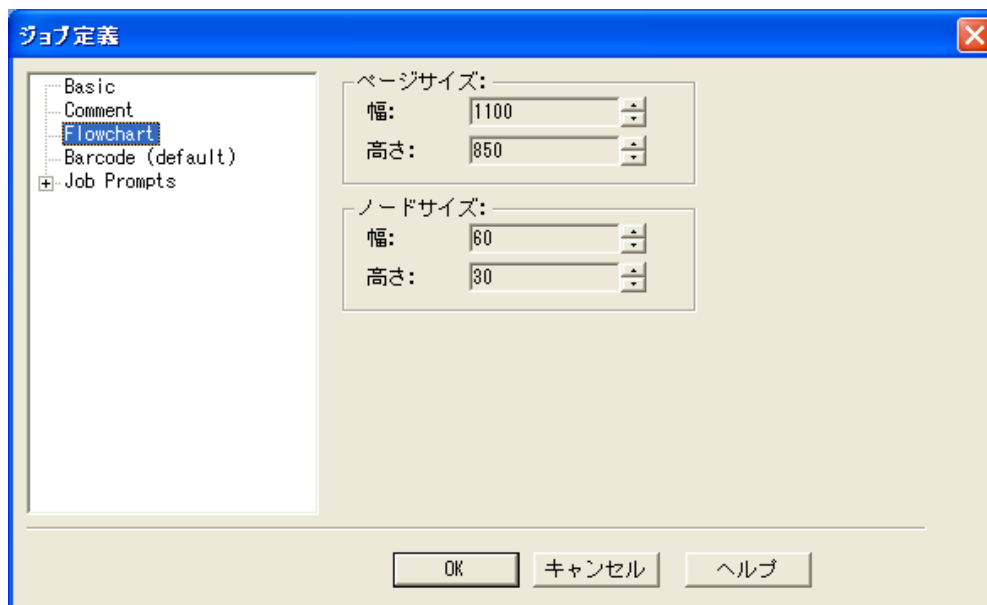 ジョブ定義
Basic
Comment
Flowchart
Barcode (default)
Job Prompts
ページサイズ:
幅: 1100
高さ: 850
ノードサイズ:
幅: 60
高さ: 30
OK キャンセル ヘルプ